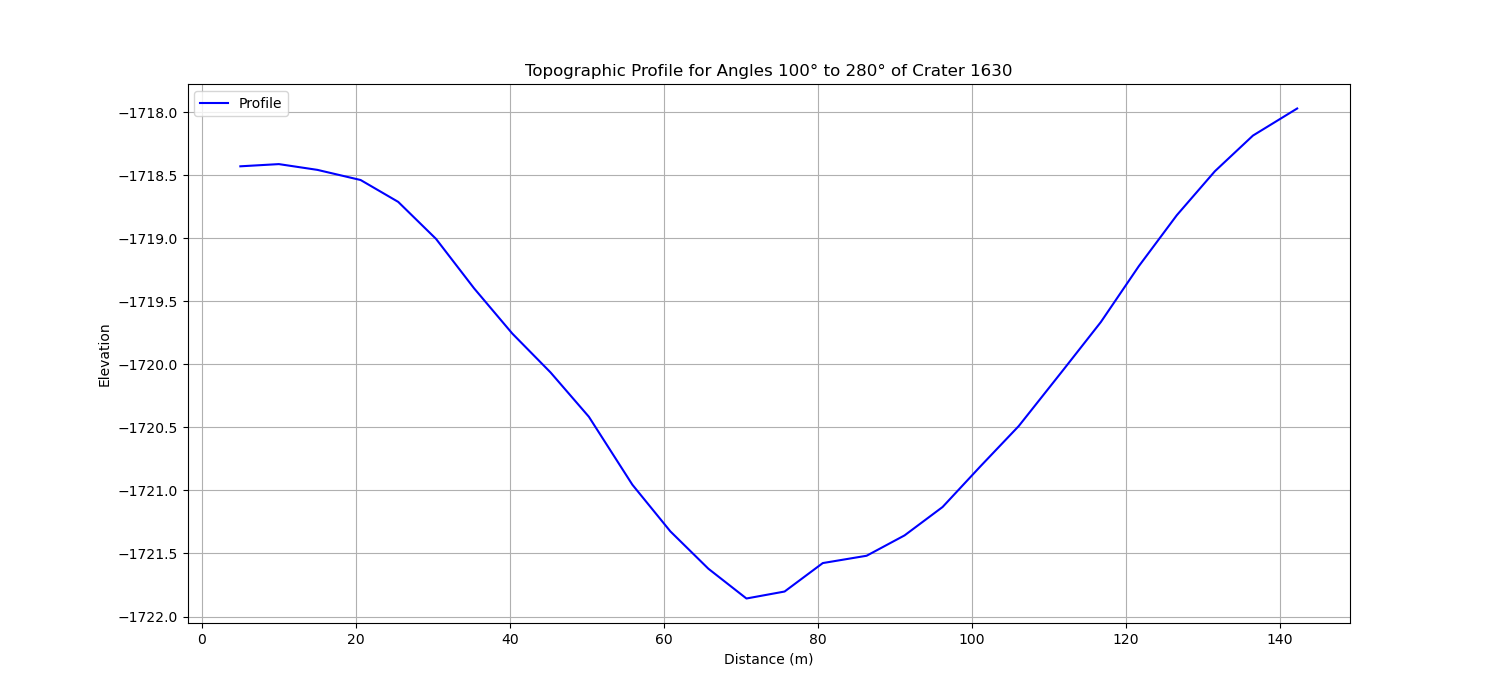 Topographic Profile for Angles 100° to 280° of Crater 1630
Profile
−1718.0
−1718.5
−1719.0
−1719.5
−1720.0
−1720.5
−1721.0
−1721.5
−1722.0
Elevation
0 20 40 60 80 100 120 140
Distance (m)